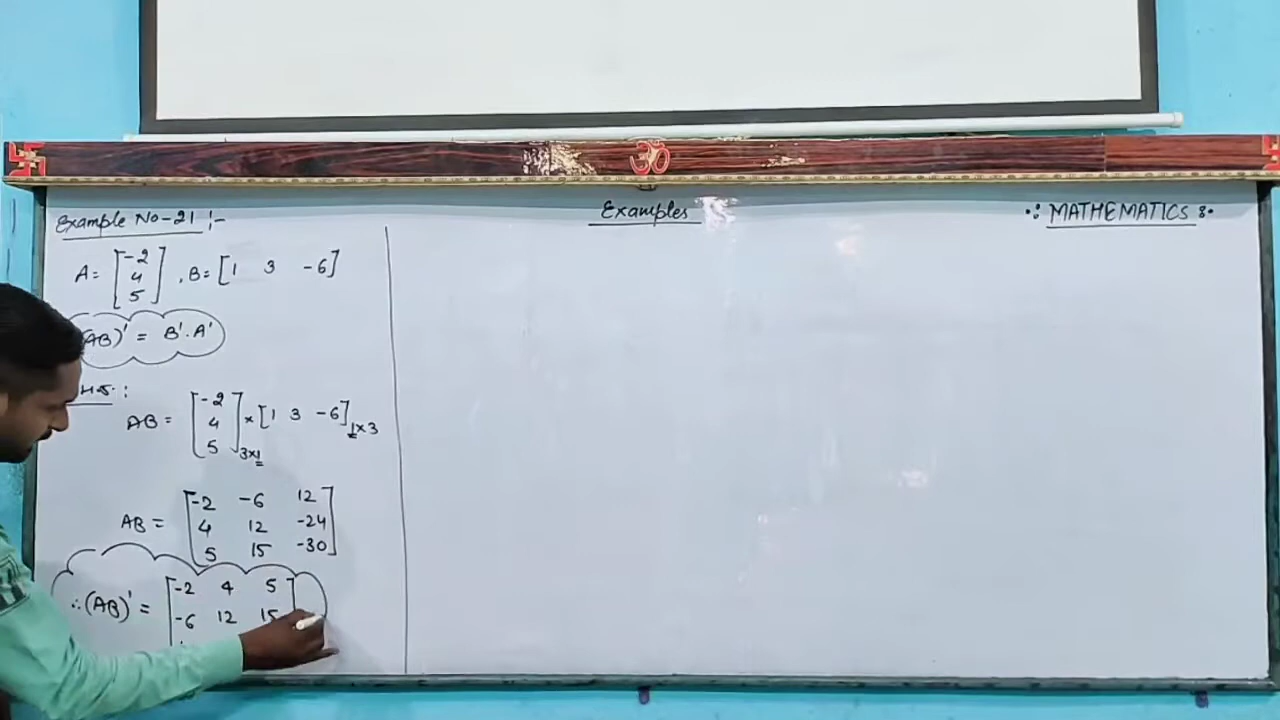 Example No-21 :-
Examples
.: MATHEMATICS :.
A = [-2 4 5] , B = [1 3 -6]
(AB)' = B'.A'
H.S. :
AB = [-2 4 5]3×1 × [1 3 -6]1×3
AB = [-2 -6 12
4 12 -24
5 15 -30]
∴ (AB)' = [-2 4 5
-6 12 15